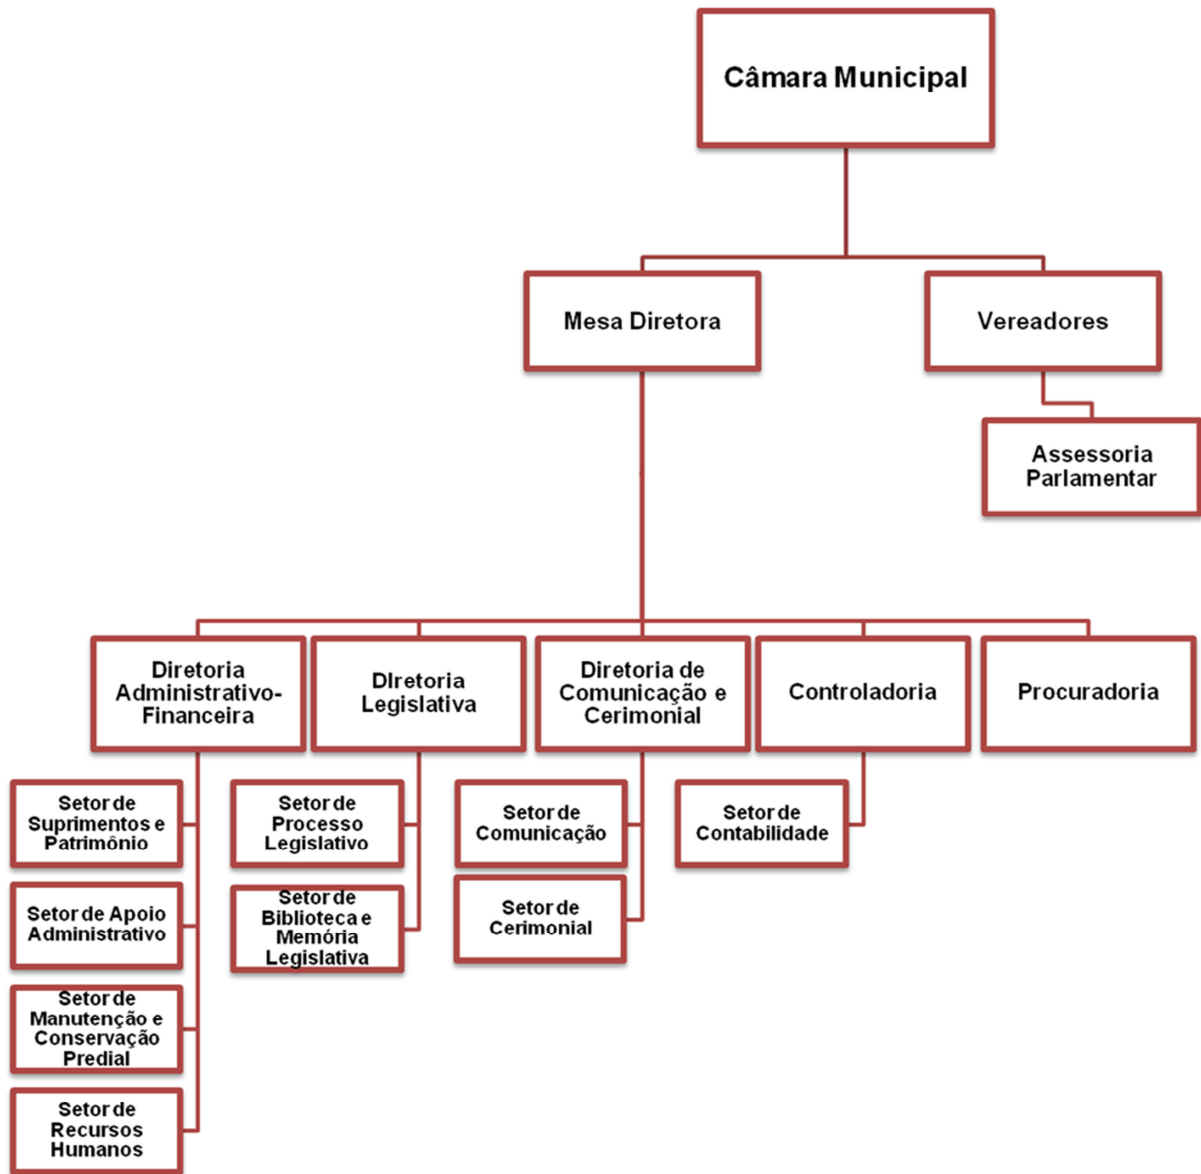 Câmara Municipal
Mesa Diretora
Vereadores
Assessoria
Parlamentar
Diretoria
Administrativo-
Financeira
DIretoria
Legislativa
Diretoria de
Comunicação e
Cerimonial
Controladoria
Procuradoria
Setor de
Suprimentos e
Patrimônio
Setor de Apoio
Administrativo
Setor de
Manutenção e
Conservação
Predial
Setor de
Recursos
Humanos
Setor de
Processo
Legislativo
Setor de
Biblioteca e
Memória
Legislativa
Setor de
Comunicação
Setor de
Cerimonial
Setor de
Contabilidade